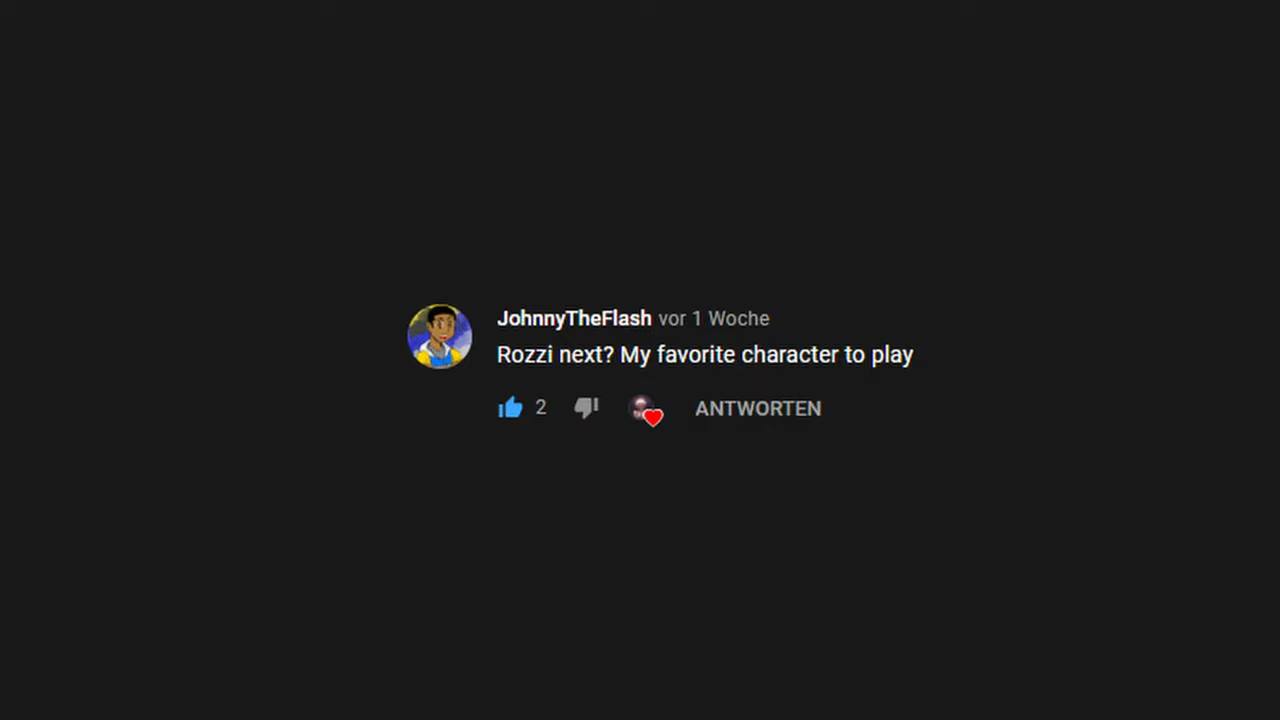 JohnnyTheFlash vor 1 Woche
Rozzi next? My favorite character to play
2 ANTWORTEN